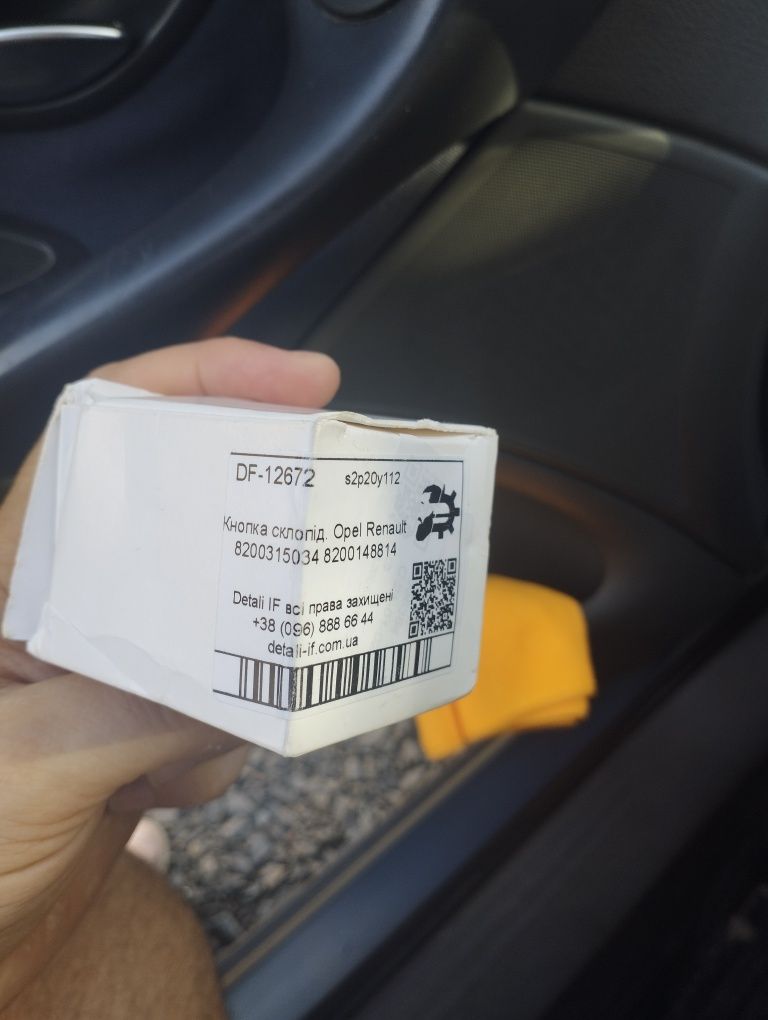 DF-12672 s2p20y112
Кнопка склопід. Opel Renault
8200315034 8200148814
Detali IF всі права захищені
+38 (096) 888 66 44
detali-if.com.ua